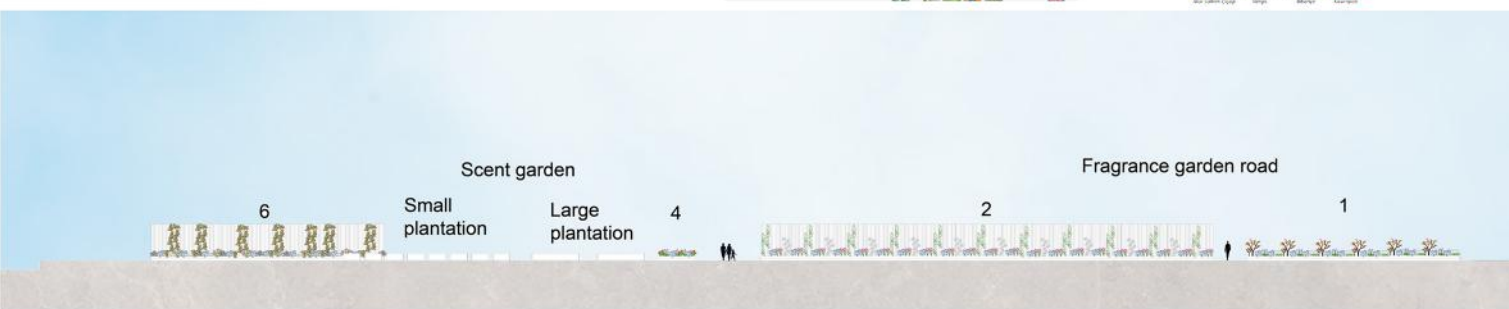 Scent garden
Fragrance garden road
6
Small
plantation
Large
plantation
4
2
1